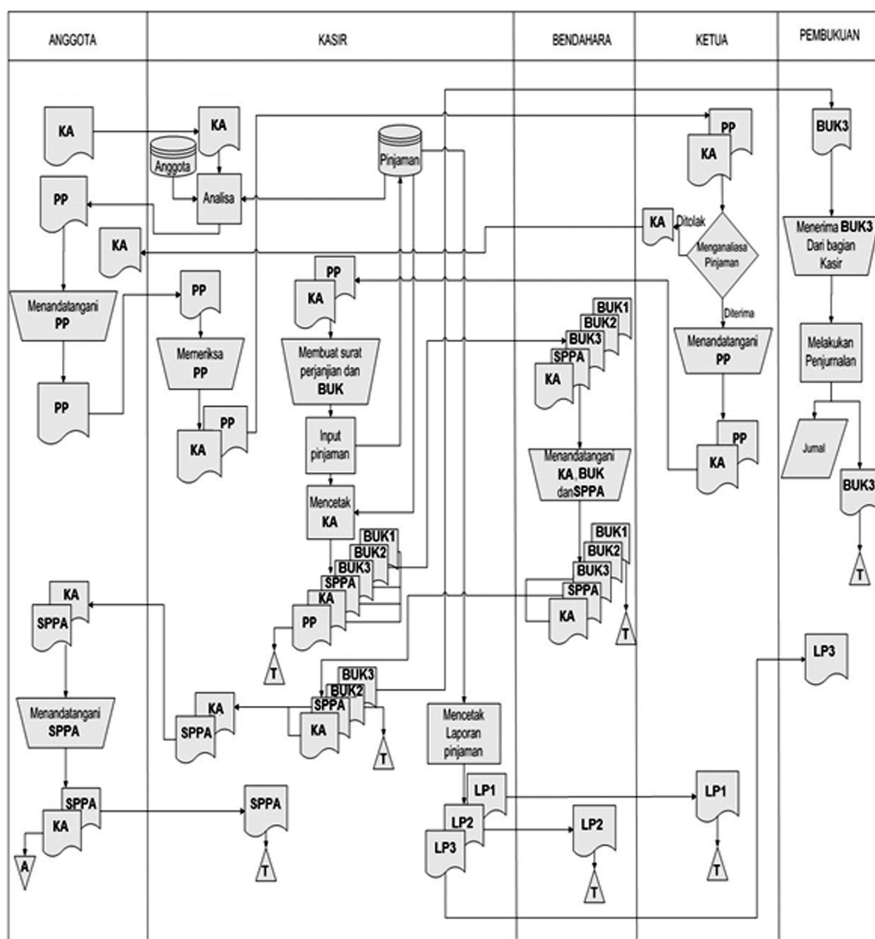 ANGGOTA
KASIR
BENDAHARA
KETUA
PEMBUKUAN
KA
KA
Anggota
Analisa
Pinjaman
PP
KA
BUK3
PP
KA
KA
Ditolak
Menganaliasa
Pinjaman
Menerima BUK3
Dari bagian
Kasir
Menandatangani
PP
PP
PP
KA
Diterima
Memeriksa
PP
Membuat surat
perjanjian dan
BUK
BUK1
BUK2
BUK3
SPPA
KA
Menandatangani
PP
Melakukan
Penjurnalan
PP
PP
KA
Input
pinjaman
Menandatangani
KA, BUK
danSPPA
PP
KA
Jurnal
BUK3
T
Mencetak
KA
BUK1
BUK2
BUK3
SPPA
KA
PP
T
BUK1
BUK2
BUK3
SPPA
KA
T
KA
SPPA
LP3
Menandatangani
SPPA
KA
SPPA
BUK3
BUK2
SPPA
KA
T
Mencetak
Laporan
pinjaman
SPPA
KA
A
SPPA
T
LP1
LP2
LP3
LP2
T
LP1
T